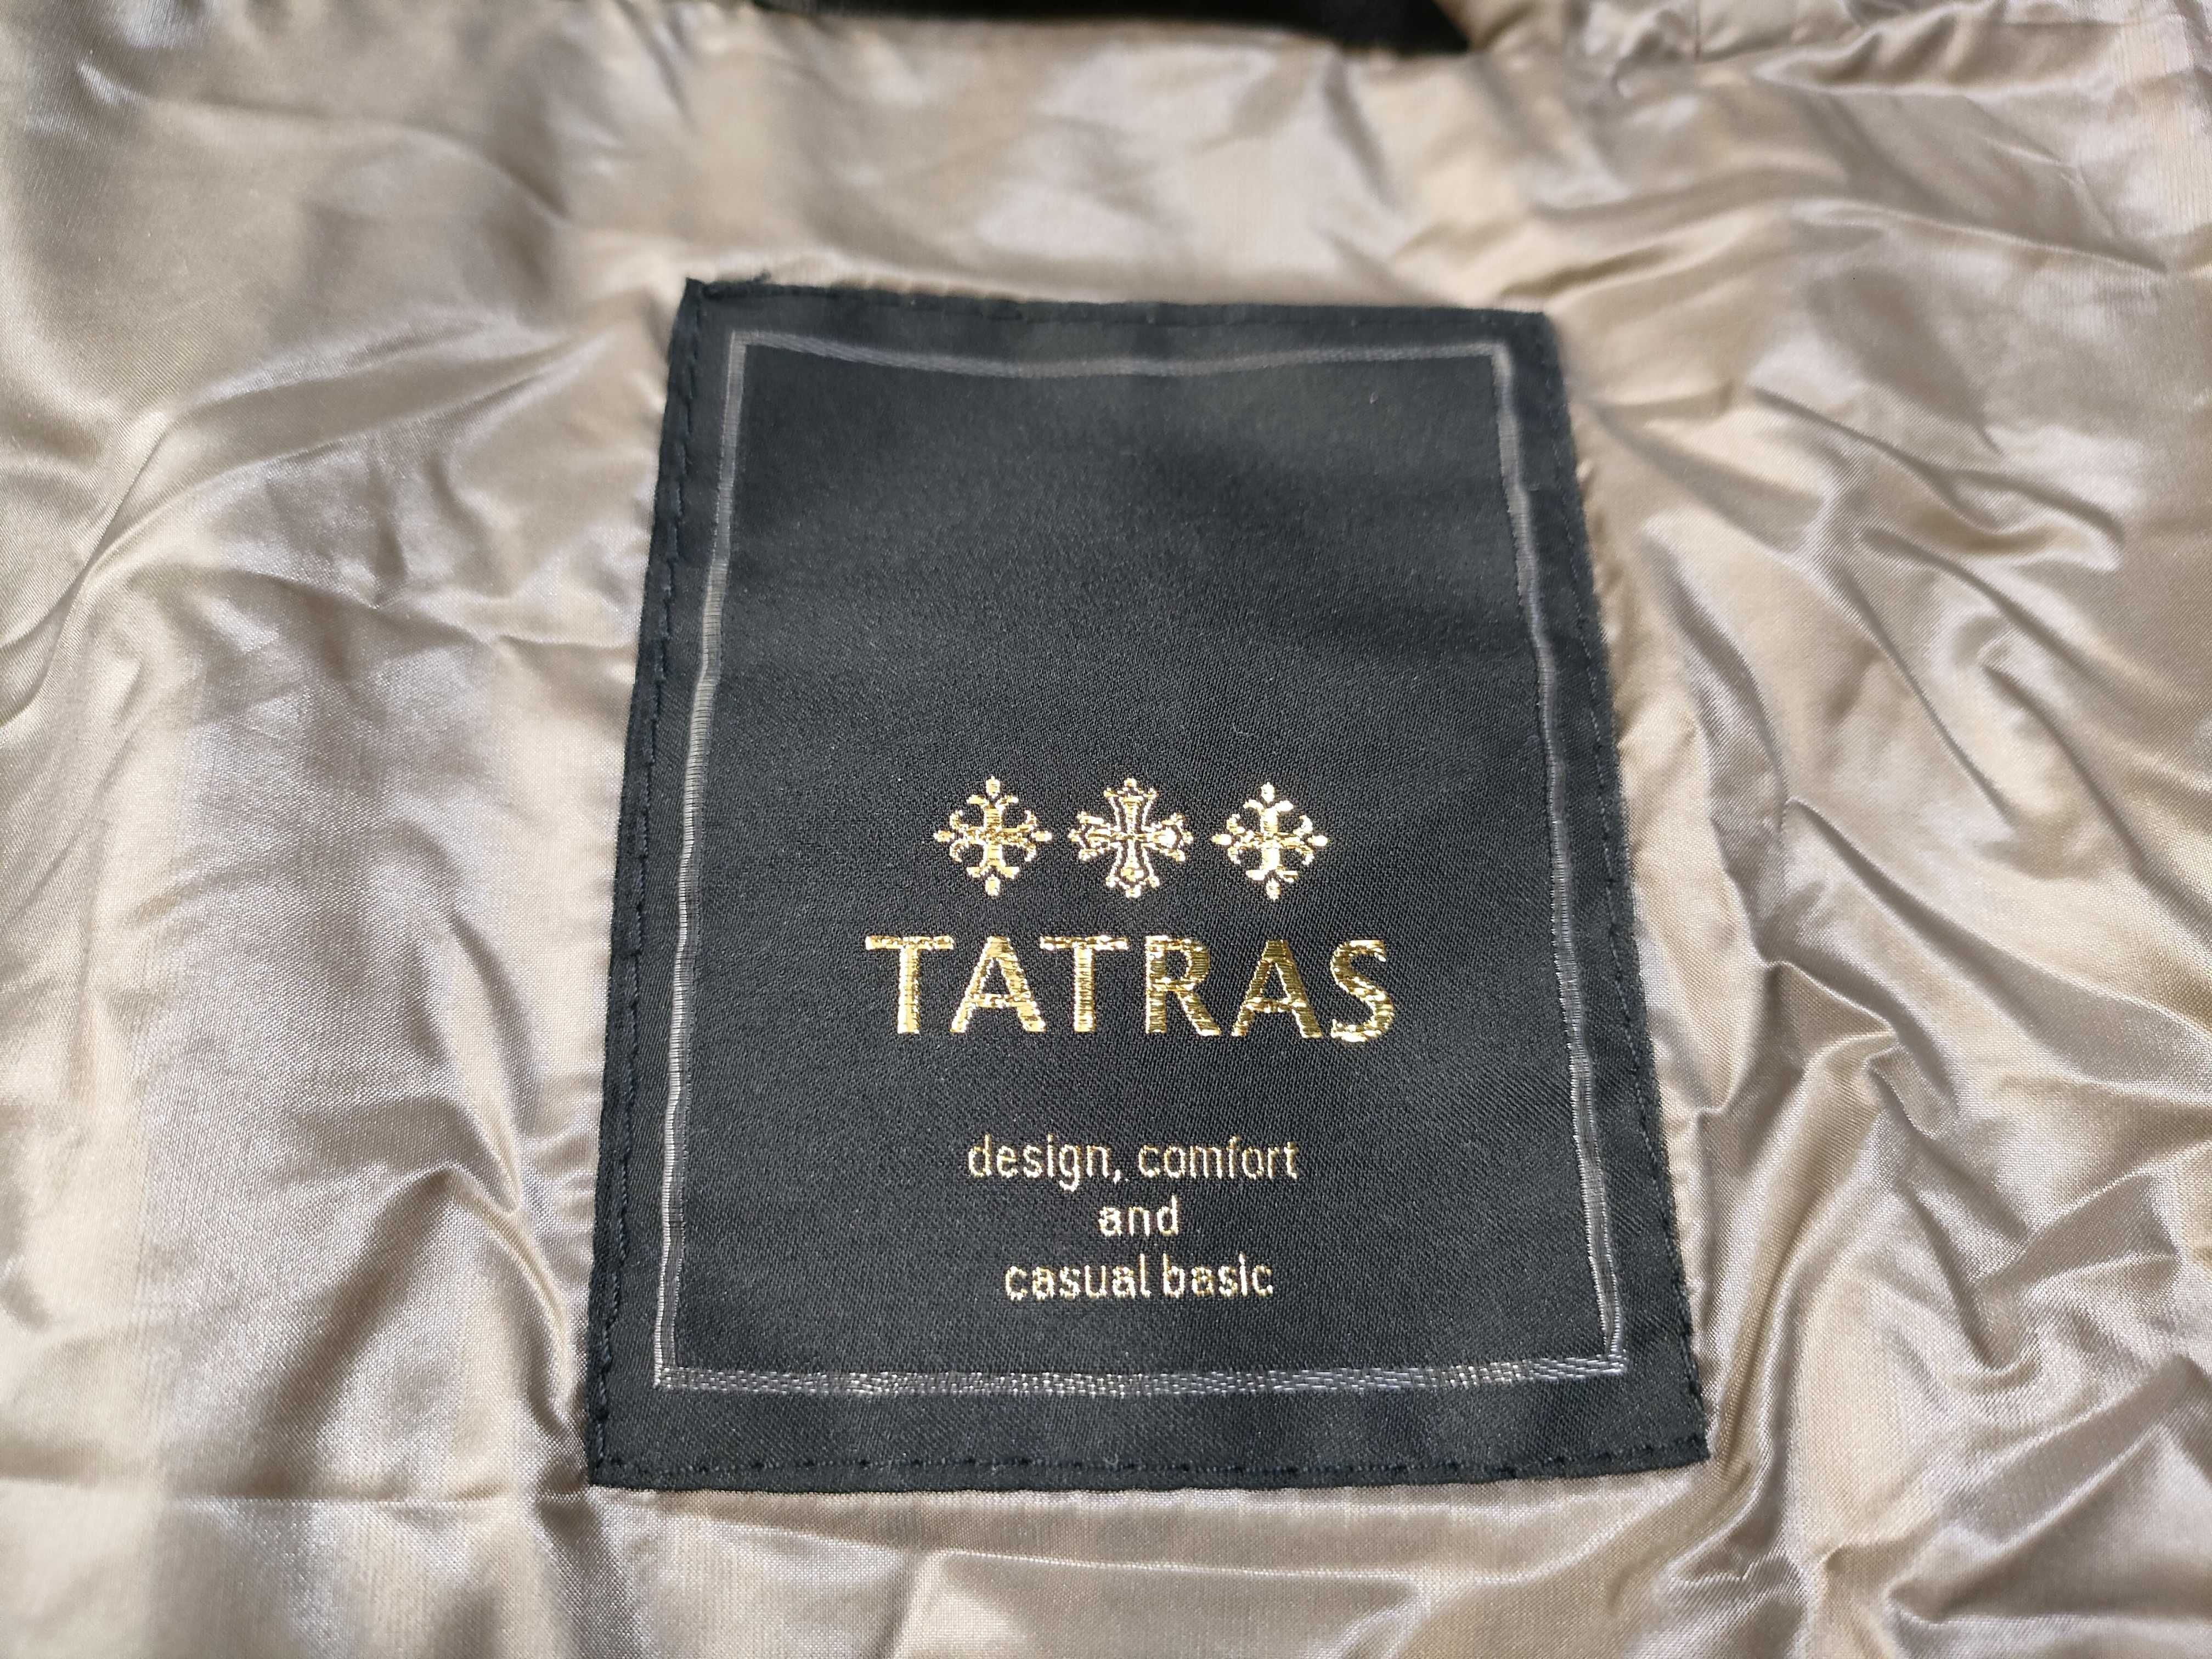 TATRAS
design, comfort
and
casual basic